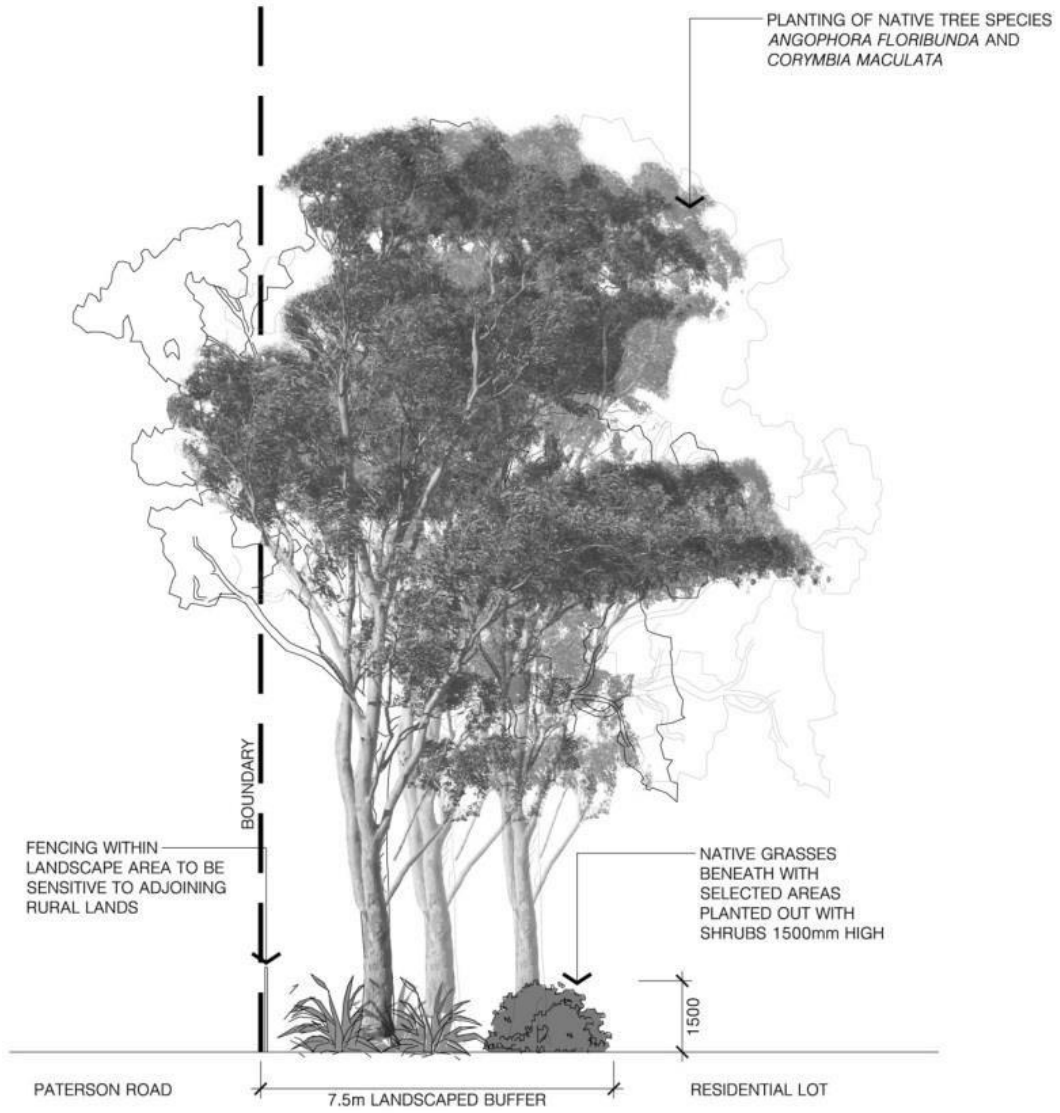 PLANTING OF NATIVE TREE SPECIES
ANGOPHORA FLORIBUNDA AND
CORYMBIA MACULATA
BOUNDARY
FENCING WITHIN
LANDSCAPE AREA TO BE
SENSITIVE TO ADJOINING
RURAL LANDS
NATIVE GRASSES
BENEATH WITH
SELECTED AREAS
PLANTED OUT WITH
SHRUBS 1500mm HIGH
1500
PATERSON ROAD
7.5m LANDSCAPED BUFFER
RESIDENTIAL LOT